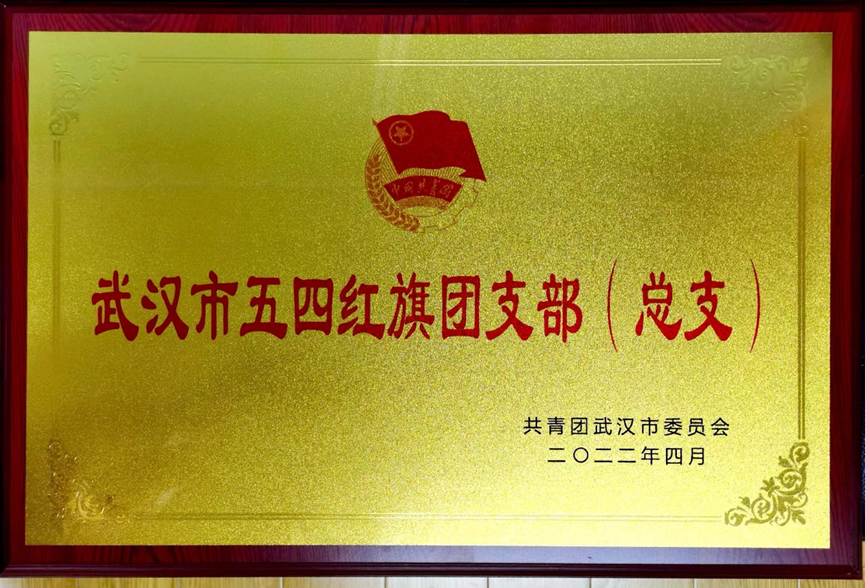 中国共青团
武汉市五四红旗团支部（总支）
共青团武汉市委员会
二〇二二年四月